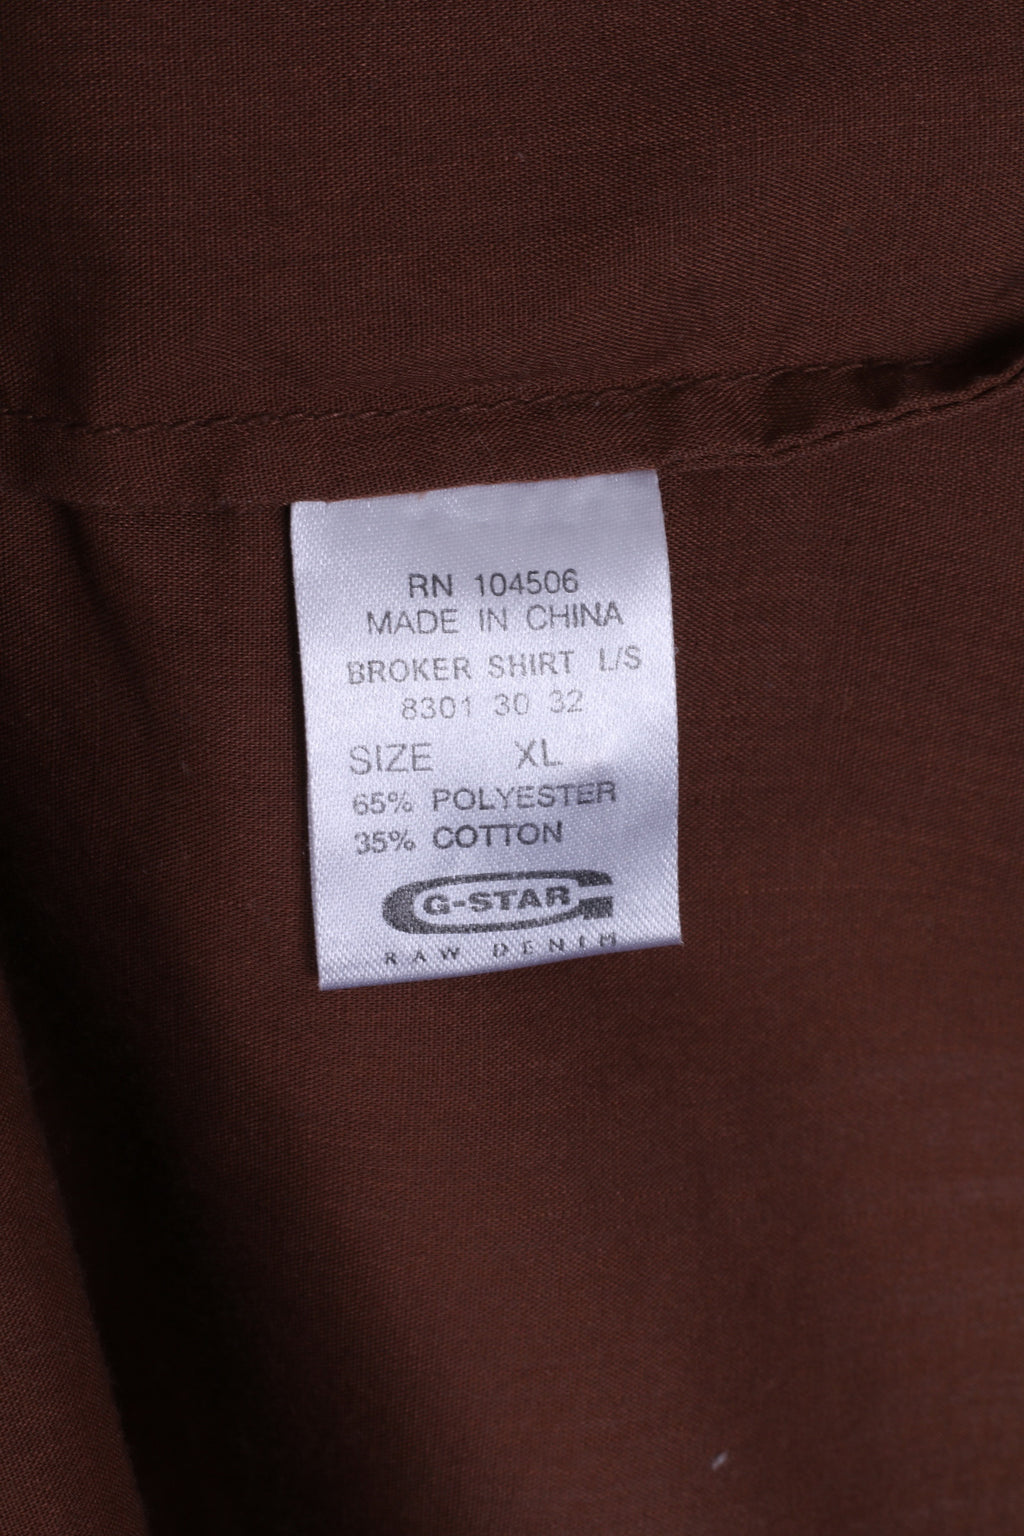 RN 104506
MADE IN CHINA
BROKER SHIRT L/S
8301 30 32
SIZE XL
65% POLYESTER
35% COTTON
G-STAR
RAW DENIM